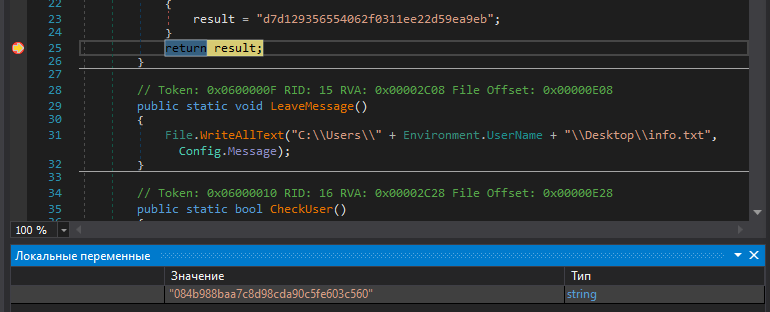 22 {
23 result = "d7d129356554062f0311ee22d59ea9eb";
24 }
25 return result;
26 }
27
28 // Token: 0x0600000F RID: 15 RVA: 0x00002C08 File Offset: 0x00000E08
29 public static void LeaveMessage()
30 {
31 File.WriteAllText("C:\\Users\\" + Environment.UserName + "\\Desktop\\info.txt",
Config.Message);
32 }
33
34 // Token: 0x06000010 RID: 16 RVA: 0x00002C28 File Offset: 0x00000E28
35 public static bool CheckUser()
100 %
Локальные переменные
Значение Тип
"084b988baa7c8d98cda90c5fe603c560" string